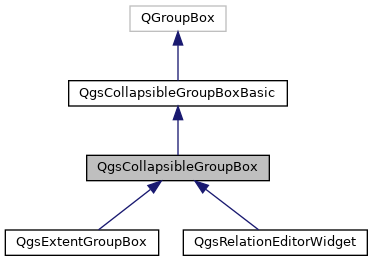 QGroupBox
QgsCollapsibleGroupBoxBasic
QgsCollapsibleGroupBox
QgsExtentGroupBox
QgsRelationEditorWidget